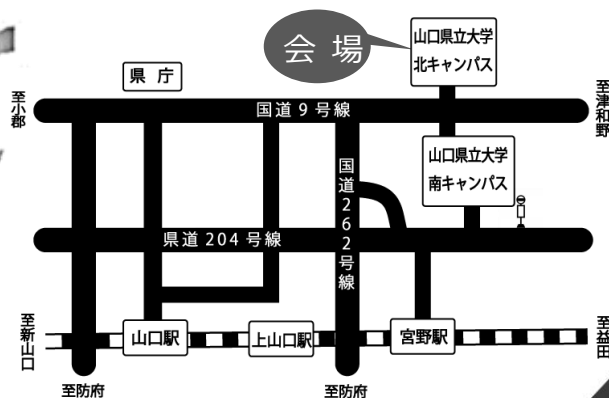 会場
山口県立大学
北キャンパス
県庁
至小郡
国道9号線
至津和野
山口県立大学
南キャンパス
国道262号線
県道204号線
至新山口
山口駅
上山口駅
宮野駅
至益田
至防府
至防府